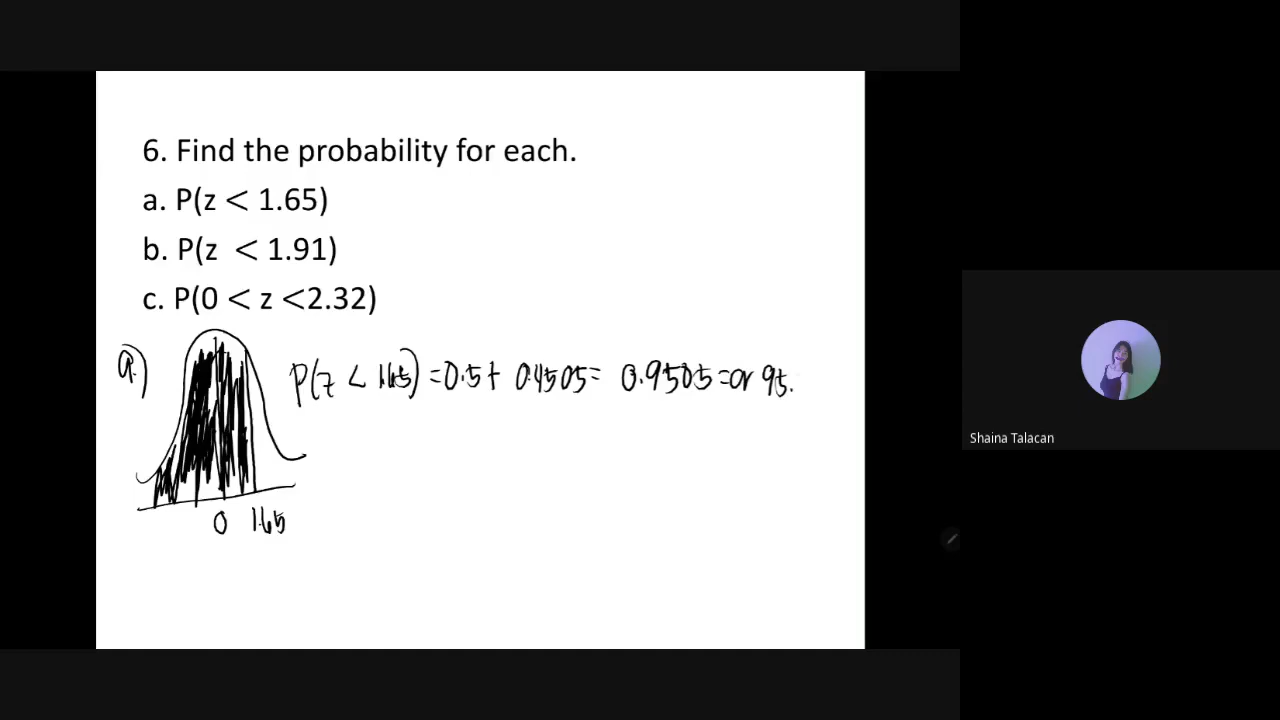 6. Find the probability for each.
a. P(z < 1.65)
b. P(z < 1.91)
c. P(0 < z <2.32)
a.) P(z < 1.65) = 0.5 + 0.4505 = 0.9505 = or 95.
0 1.65
Shaina Talacan